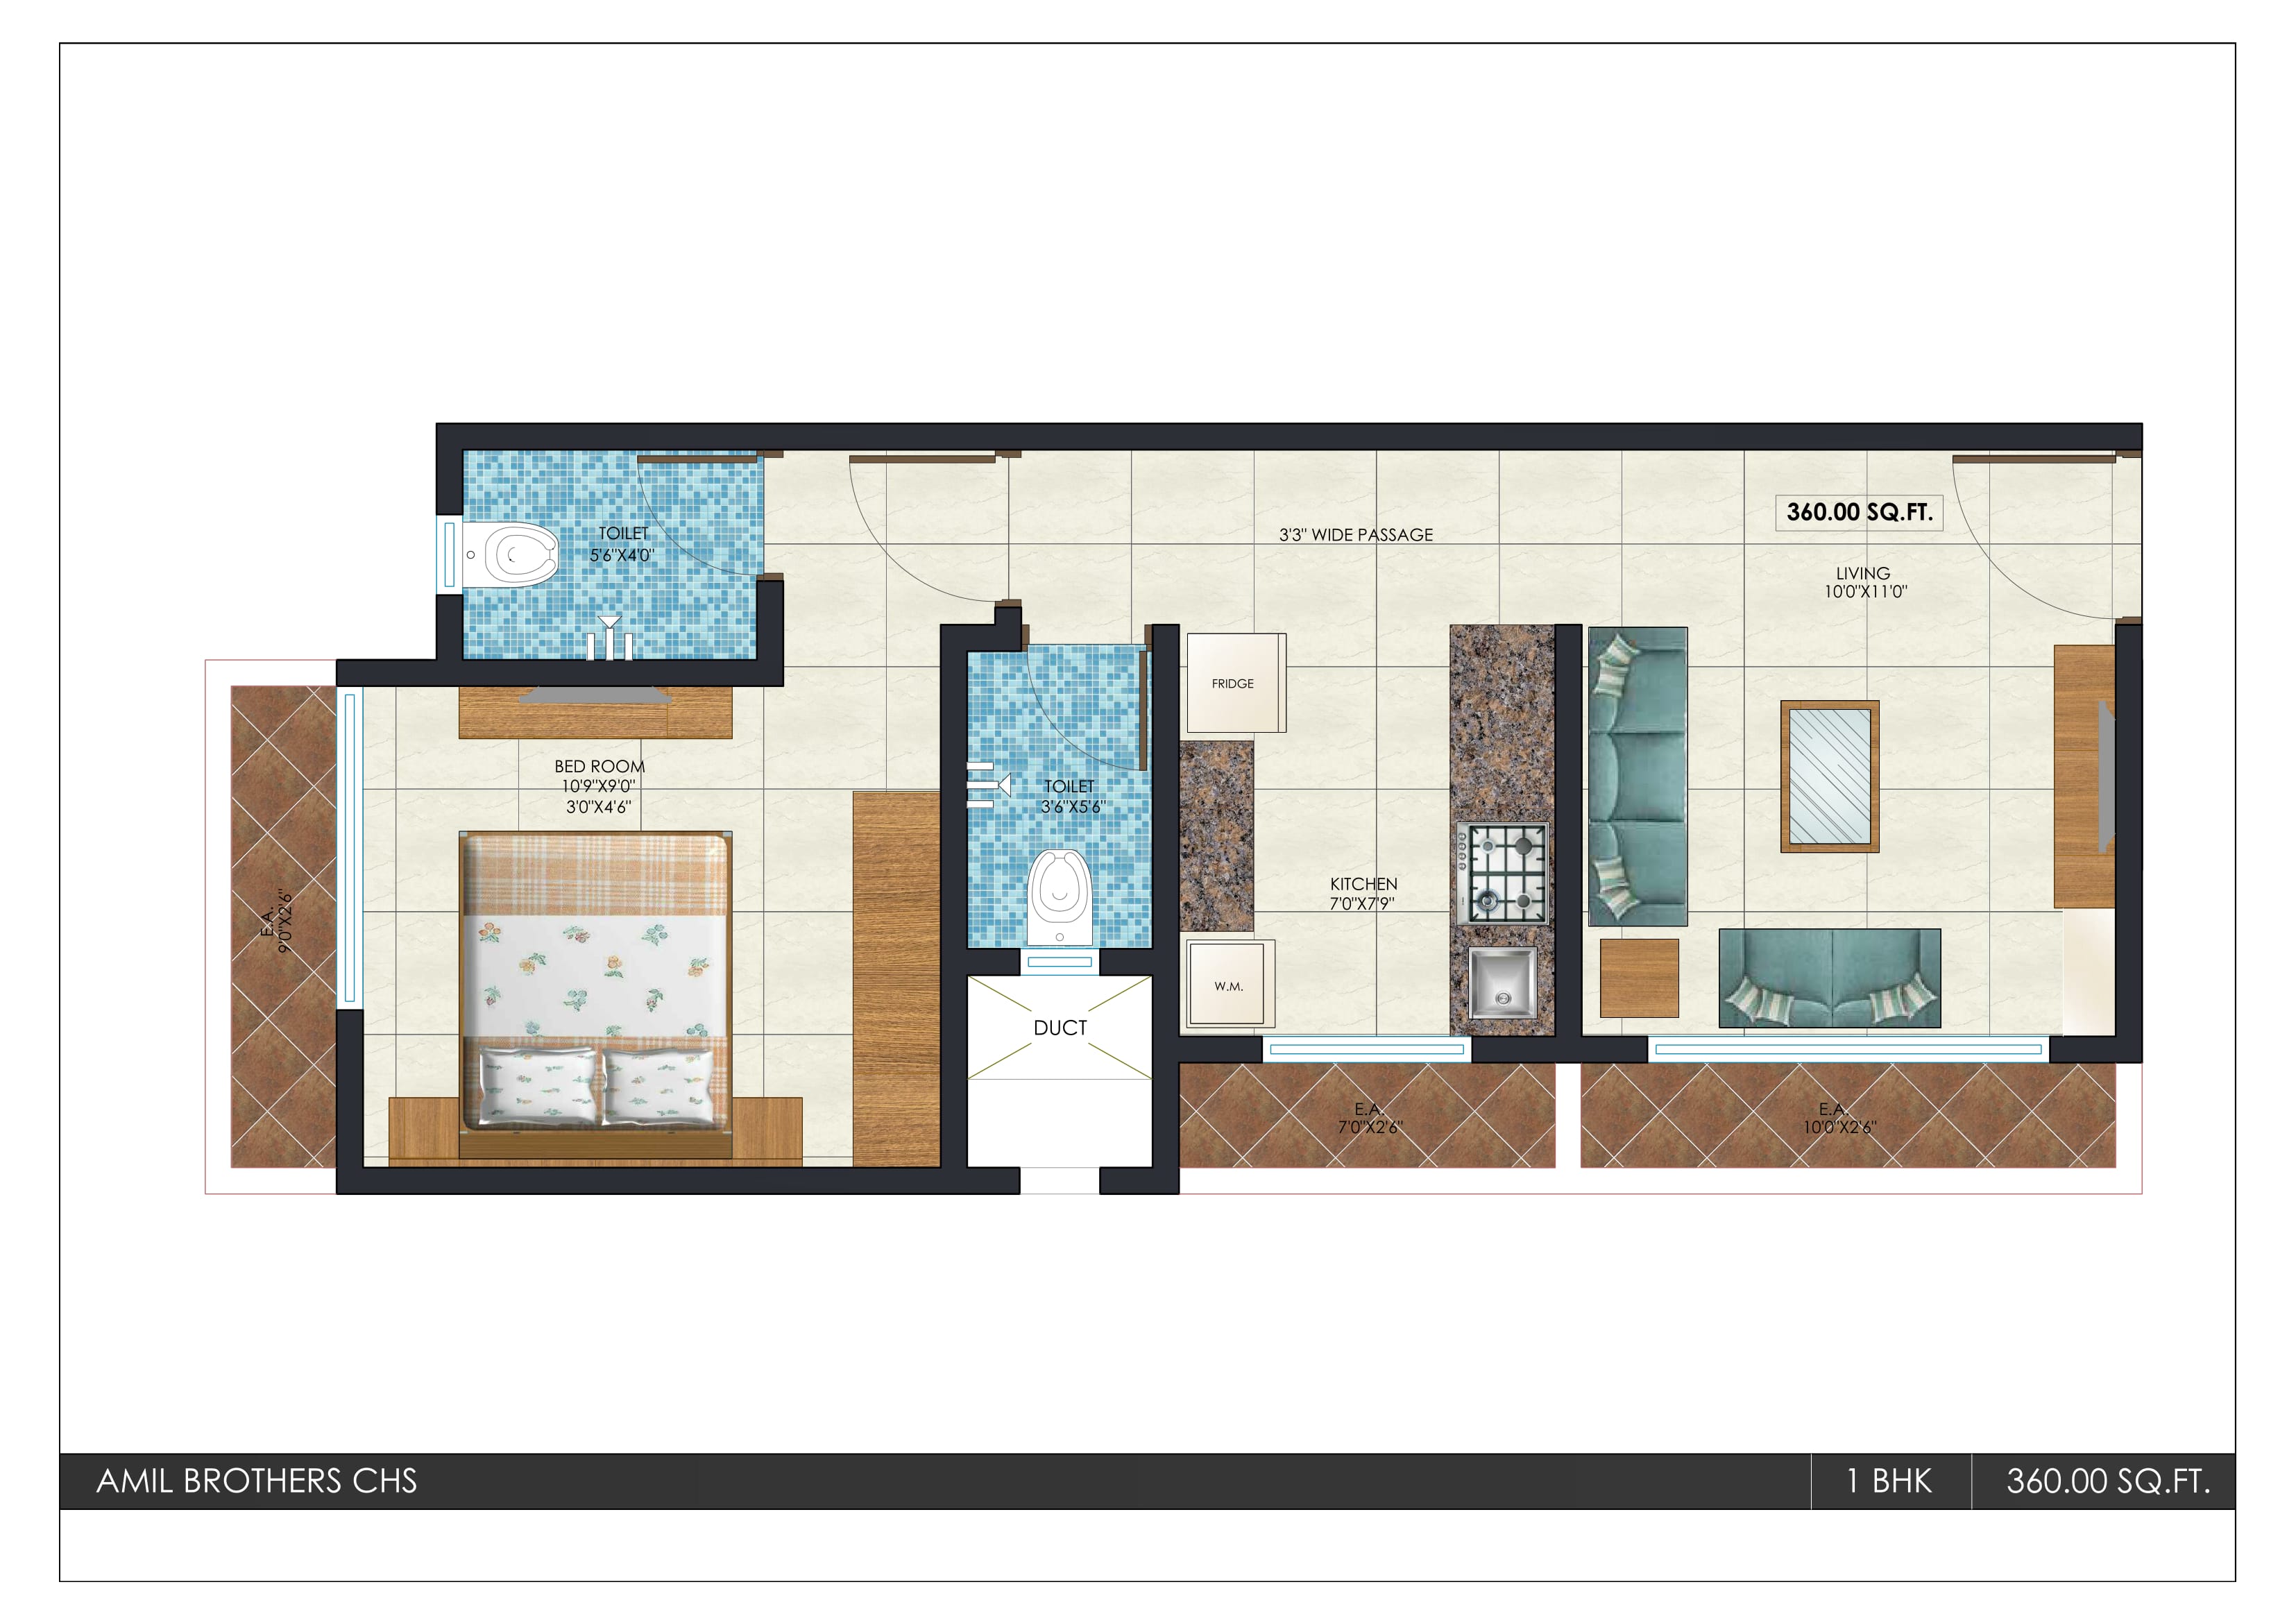 360.00 SQ.FT.
TOILET
5'6"X4'0"
3'3" WIDE PASSAGE
LIVING
10'0"X11'0"
FRIDGE
BED ROOM
10'9"X9'0"
3'0"X4'6"
TOILET
3'6"X5'6"
KITCHEN
7'0"X7'9"
E.A.
9'0"X2'6"
W.M.
DUCT
E.A.
7'0"X2'6"
E.A.
10'0"X2'6"
AMIL BROTHERS CHS
1 BHK
360.00 SQ.FT.